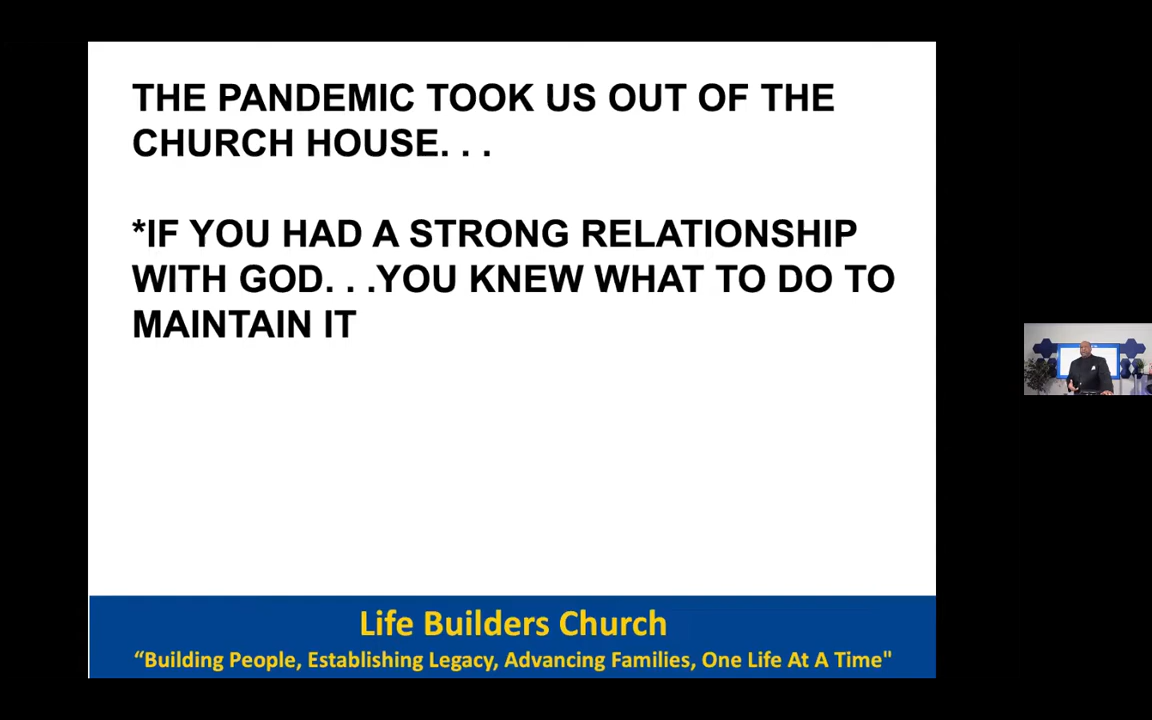 THE PANDEMIC TOOK US OUT OF THE
CHURCH HOUSE. . .
*IF YOU HAD A STRONG RELATIONSHIP
WITH GOD. . .YOU KNEW WHAT TO DO TO
MAINTAIN IT
Life Builders Church
“Building People, Establishing Legacy, Advancing Families, One Life At A Time"